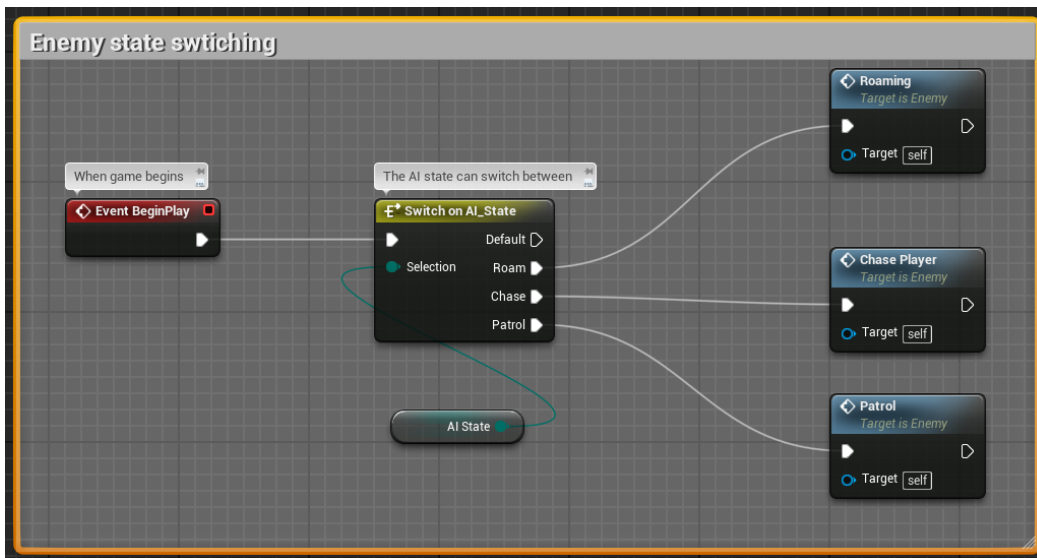 Enemy state swtiching
When game begins
Event BeginPlay
The AI state can switch between
Switch on AI_State
Default
Selection
Roam
Chase
Patrol
AI State
Roaming
Target is Enemy
Target self
Chase Player
Target is Enemy
Target self
Patrol
Target is Enemy
Target self